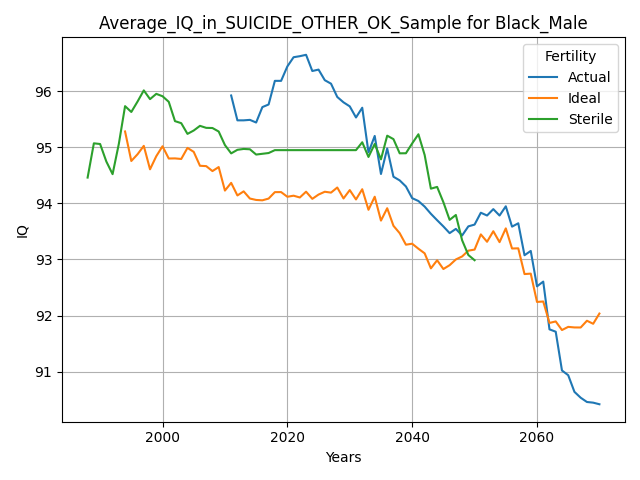 Average_IQ_in_SUICIDE_OTHER_OK_Sample for Black_Male
Fertility
Actual
Ideal
Sterile
IQ
96
95
94
93
92
91
2000
2020
2040
2060
Years